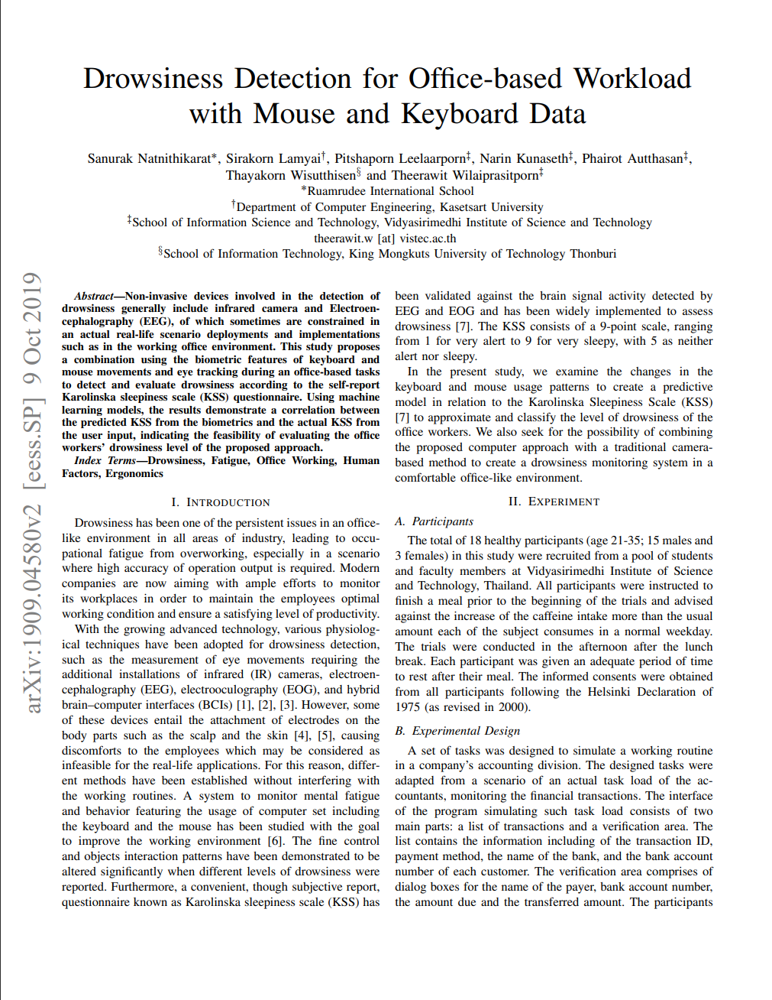 Drowsiness Detection for Office-based Workload
with Mouse and Keyboard Data
Sanurak Natnithikarat*, Sirakorn Lamyai†, Pitshaporn Leelaarporn‡, Narin Kunaseth‡, Phairot Autthasan‡,
Thayakorn Wisutthisen§ and Theerawit Wilaiprasitporn‡
*Ruamrudee International School
†Department of Computer Engineering, Kasetsart University
‡School of Information Science and Technology, Vidyasirimedhi Institute of Science and Technology
theerawit.w [at] vistec.ac.th
§School of Information Technology, King Mongkuts University of Technology Thonburi
arXiv:1909.04580v2 [eess.SP] 9 Oct 2019
Abstract—Non-invasive devices involved in the detection of
drowsiness generally include infrared camera and Electroen-
cephalography (EEG), of which sometimes are constrained in
an actual real-life scenario deployments and implementations
such as in the working office environment. This study proposes
a combination using the biometric features of keyboard and
mouse movements and eye tracking during an office-based tasks
to detect and evaluate drowsiness according to the self-report
Karolinska sleepiness scale (KSS) questionnaire. Using machine
learning models, the results demonstrate a correlation between
the predicted KSS from the biometrics and the actual KSS from
the user input, indicating the feasibility of evaluating the office
workers' drowsiness level of the proposed approach.
Index Terms—Drowsiness, Fatigue, Office Working, Human
Factors, Ergonomics
I. INTRODUCTION
Drowsiness has been one of the persistent issues in an office-
like environment in all areas of industry, leading to occu-
pational fatigue from overworking, especially in a scenario
where high accuracy of operation output is required. Modern
companies are now aiming with ample efforts to monitor
its workplaces in order to maintain the employees optimal
working condition and ensure a satisfying level of productivity.
With the growing advanced technology, various physiolog-
ical techniques have been adopted for drowsiness detection,
such as the measurement of eye movements requiring the
additional installations of infrared (IR) cameras, electroen-
cephalography (EEG), electrooculography (EOG), and hybrid
brain–computer interfaces (BCIs) [1], [2], [3]. However, some
of these devices entail the attachment of electrodes on the
body parts such as the scalp and the skin [4], [5], causing
discomforts to the employees which may be considered as
infeasible for the real-life applications. For this reason, differ-
ent methods have been established without interfering with
the working routines. A system to monitor mental fatigue
and behavior featuring the usage of computer set including
the keyboard and the mouse has been studied with the goal
to improve the working environment [6]. The fine control
and objects interaction patterns have been demonstrated to be
altered significantly when different levels of drowsiness were
reported. Furthermore, a convenient, though subjective report,
questionnaire known as Karolinska sleepiness scale (KSS) has
been validated against the brain signal activity detected by
EEG and EOG and has been widely implemented to assess
drowsiness [7]. The KSS consists of a 9-point scale, ranging
from 1 for very alert to 9 for very sleepy, with 5 as neither
alert nor sleepy.
In the present study, we examine the changes in the
keyboard and mouse usage patterns to create a predictive
model in relation to the Karolinska Sleepiness Scale (KSS)
[7] to approximate and classify the level of drowsiness of the
office workers. We also seek for the possibility of combining
the proposed computer approach with a traditional camera-
based method to create a drowsiness monitoring system in a
comfortable office-like environment.
II. EXPERIMENT
A. Participants
The total of 18 healthy participants (age 21-35; 15 males and
3 females) in this study were recruited from a pool of students
and faculty members at Vidyasirimedhi Institute of Science
and Technology, Thailand. All participants were instructed to
finish a meal prior to the beginning of the trials and advised
against the increase of the caffeine intake more than the usual
amount each of the subject consumes in a normal weekday.
The trials were conducted in the afternoon after the lunch
break. Each participant was given an adequate period of time
to rest after their meal. The informed consents were obtained
from all participants following the Helsinki Declaration of
1975 (as revised in 2000).
B. Experimental Design
A set of tasks was designed to simulate a working routine
in a company's accounting division. The designed tasks were
adapted from a scenario of an actual task load of the ac-
countants, monitoring the financial transactions. The interface
of the program simulating such task load consists of two
main parts: a list of transactions and a verification area. The
list contains the information including of the transaction ID,
payment method, the name of the bank, and the bank account
number of each customer. The verification area comprises of
dialog boxes for the name of the payer, bank account number,
the amount due and the transferred amount. The participants